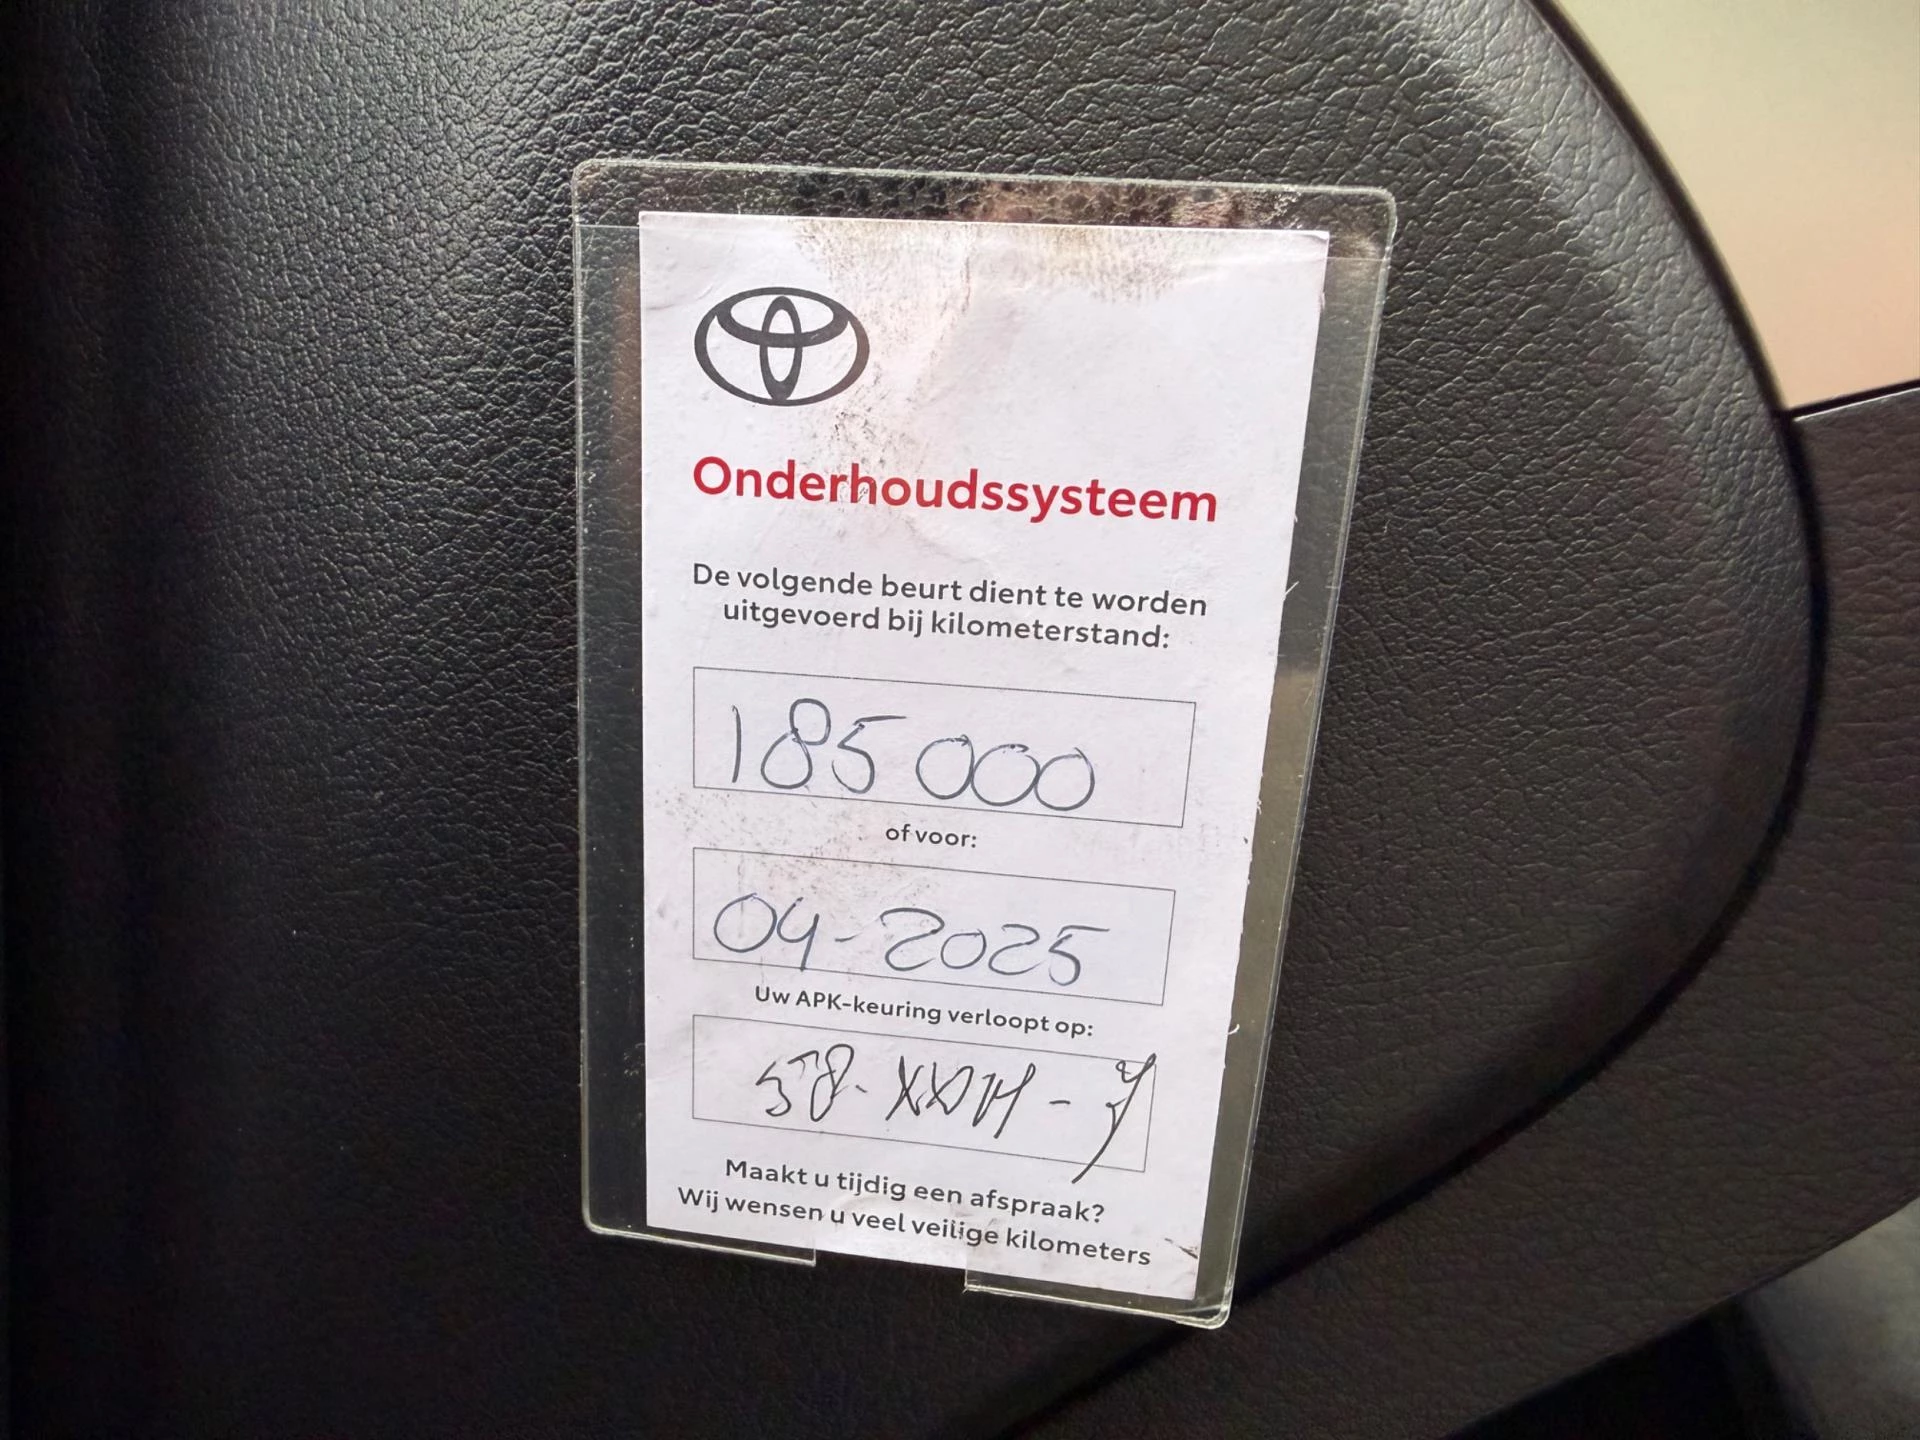 Onderhoudssysteem
De volgende beurt dient te worden
uitgevoerd bij kilometerstand:
185000
of voor:
04-2025
Uw APK-keuring verloopt op:
Maakt u tijdig een afspraak?
Wij wensen u veel veilige kilometers